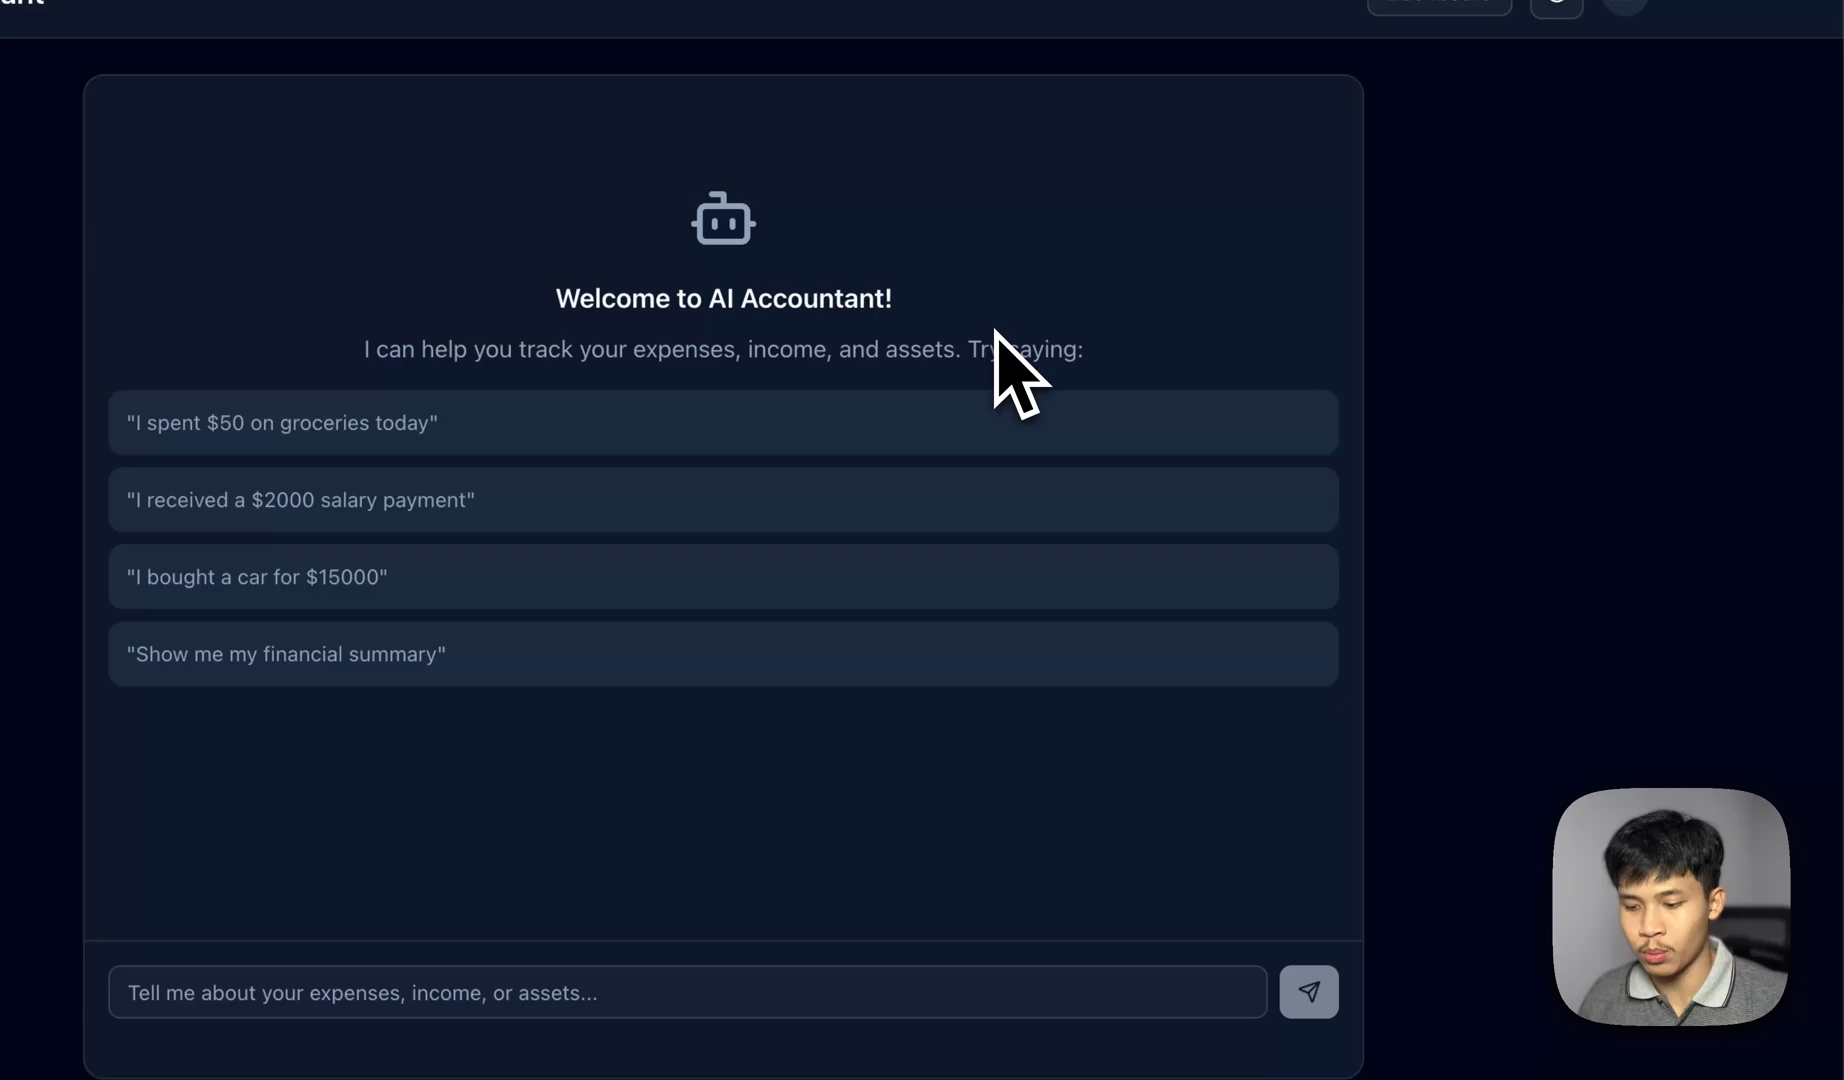 Welcome to AI Accountant!
I can help you track your expenses, income, and assets. Try saying:
"I spent $50 on groceries today"
"I received a $2000 salary payment"
"I bought a car for $15000"
"Show me my financial summary"
Tell me about your expenses, income, or assets...